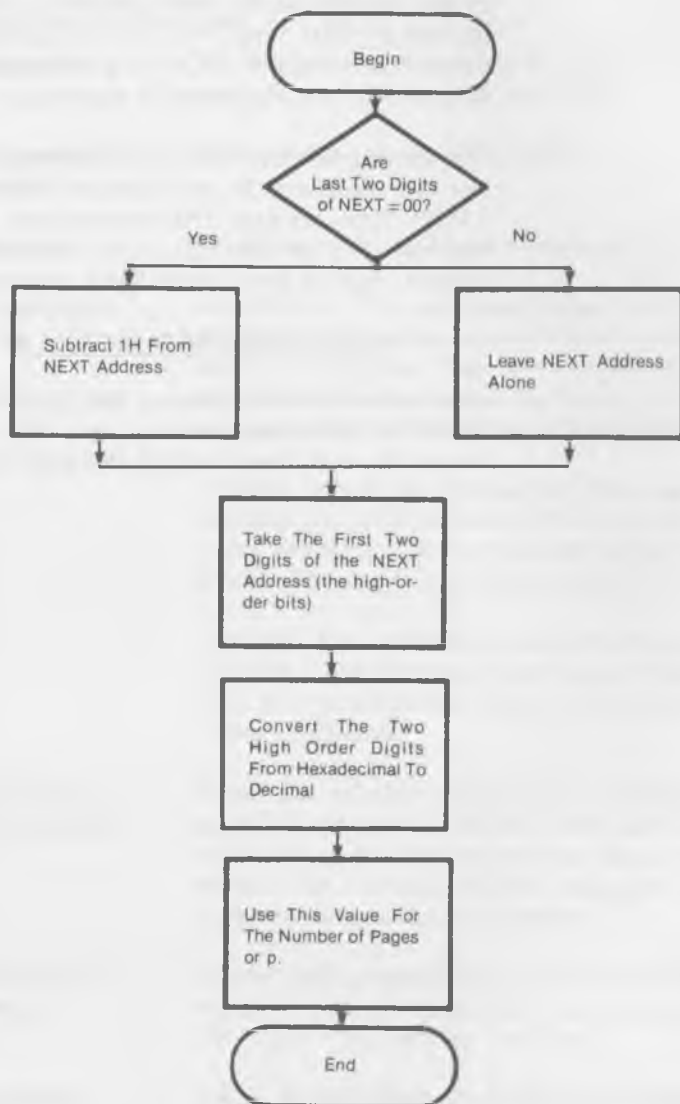 Begin
Are
Last Two Digits
of NEXT = 00?
Yes
No
Subtract 1H From
NEXT Address
Leave NEXT Address
Alone
Take The First Two
Digits of the NEXT
Address (the high-or-
der bits)
Convert The Two
High Order Digits
From Hexadecimal To
Decimal
Use This Value For
The Number of Pages
or p.
End